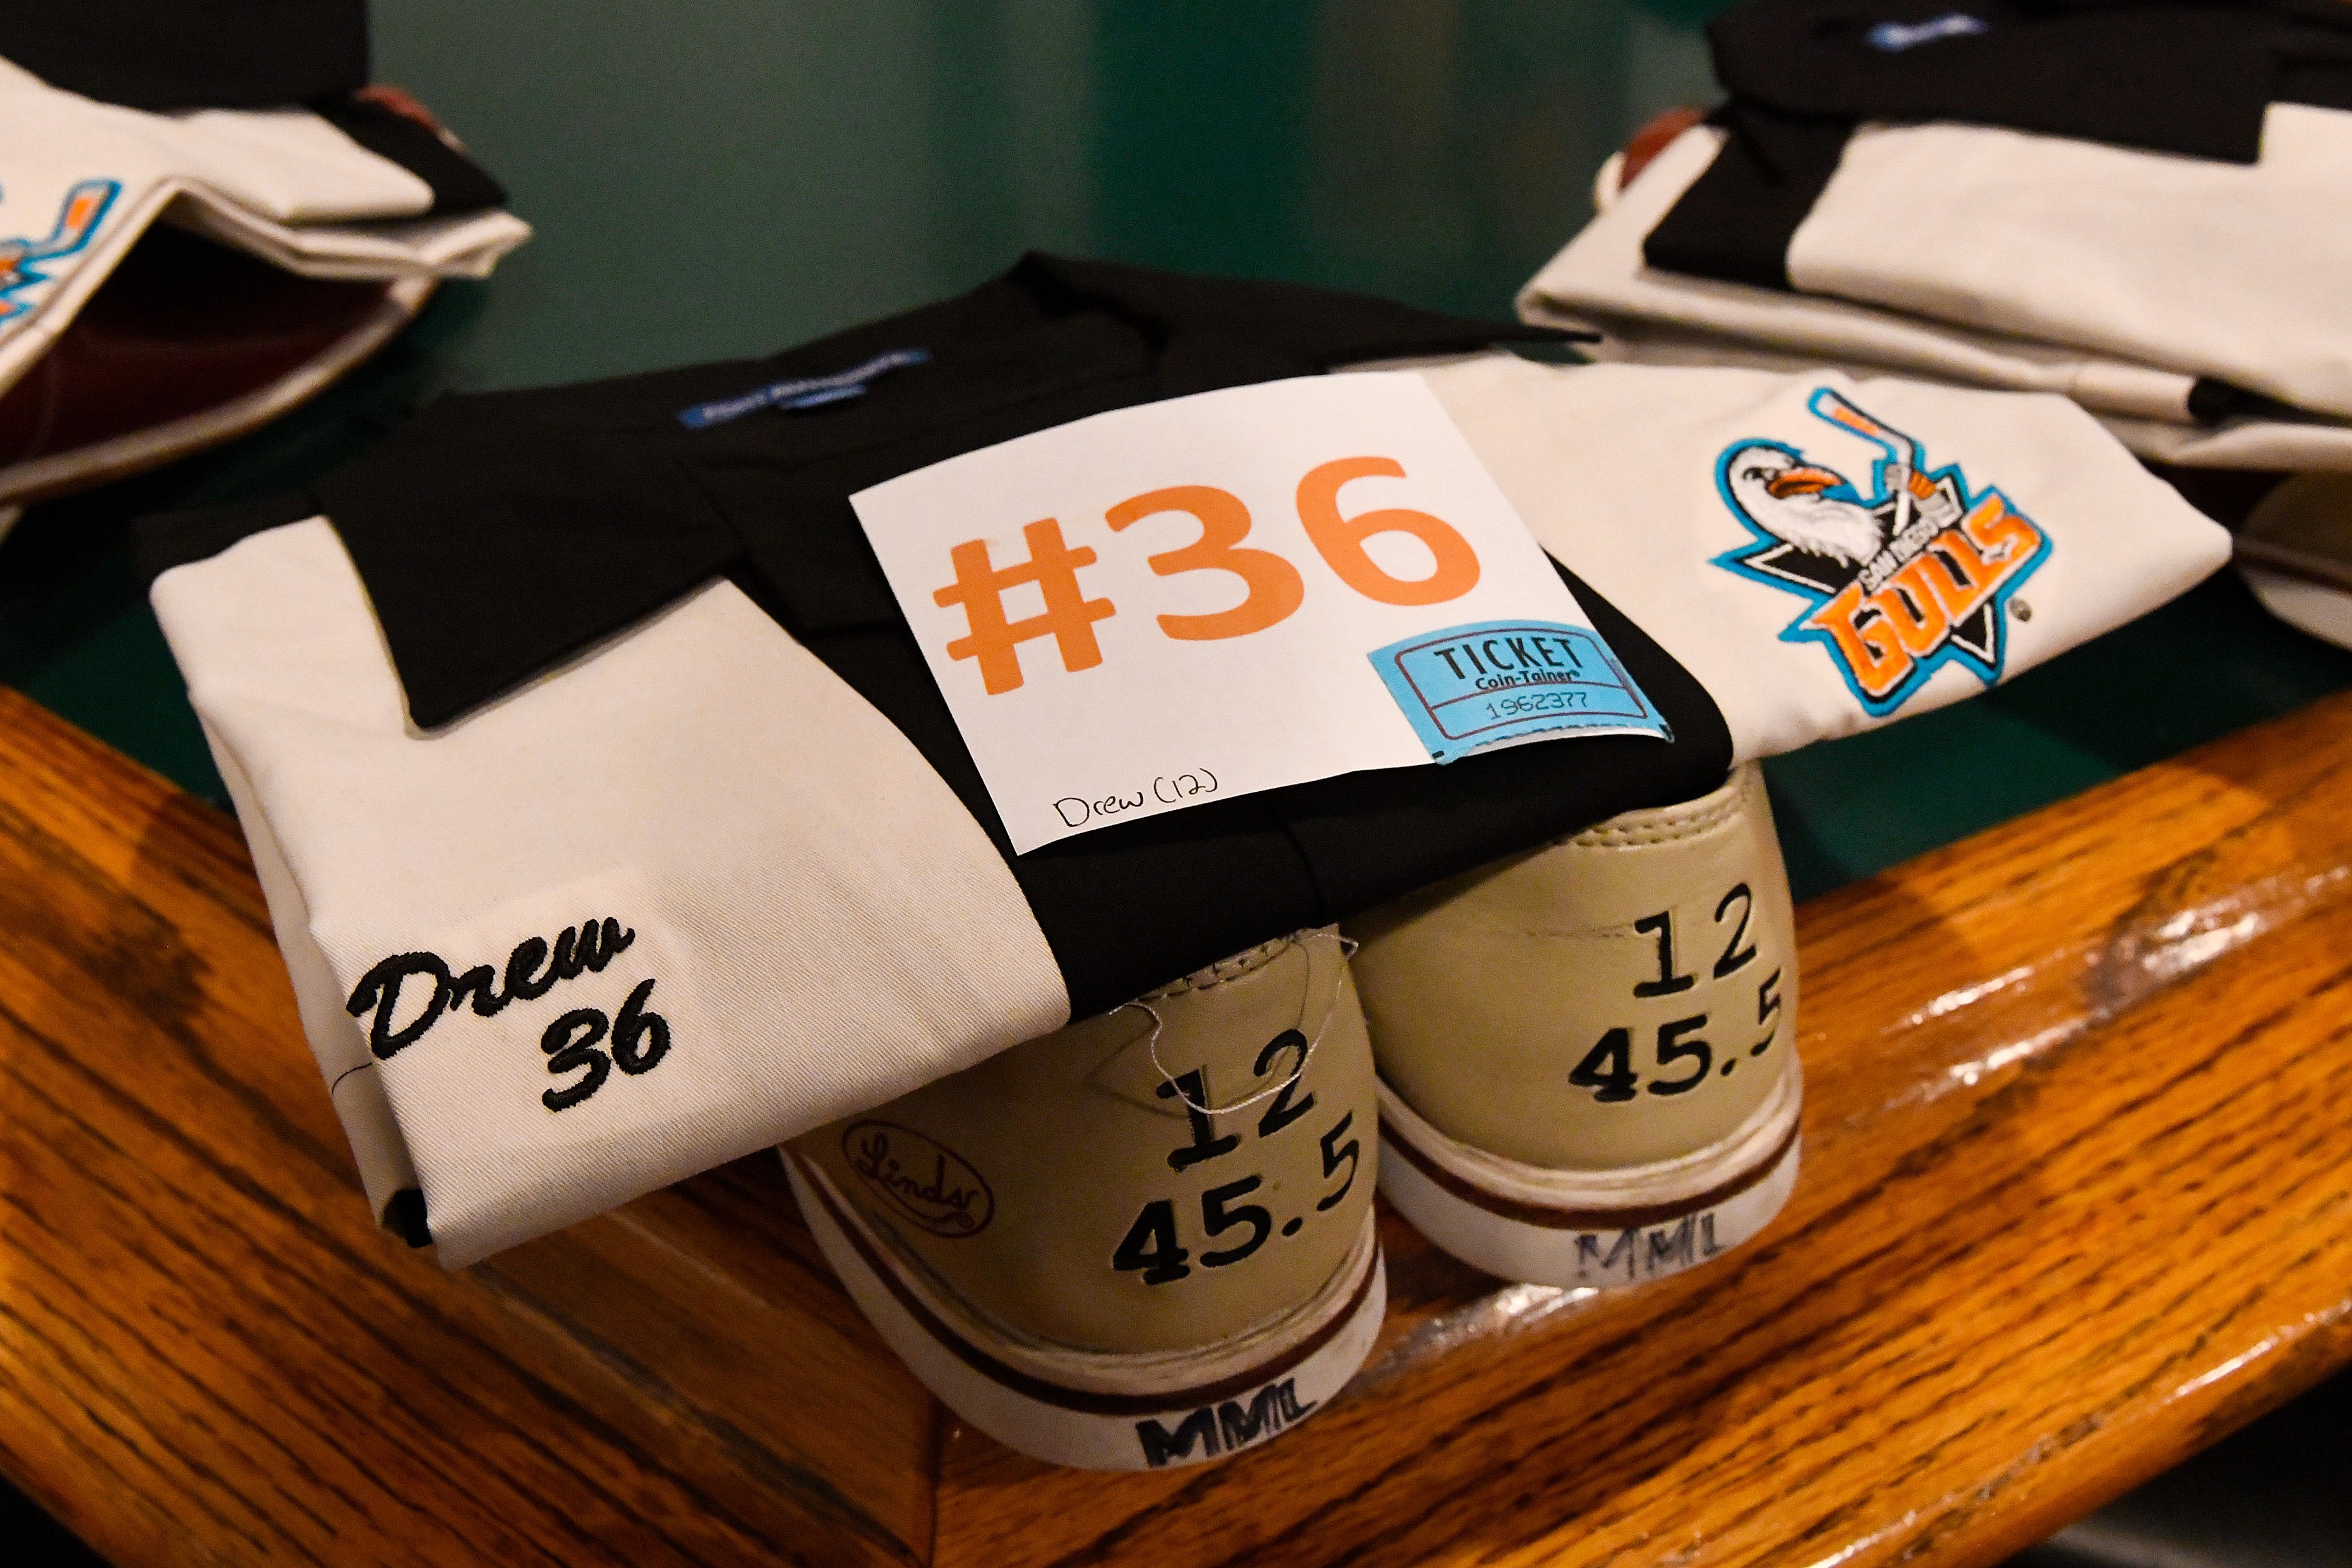 #36
TICKET
Coin-Tainer®
1962377
Drew (12)
SAN DIEGO
GULLS
®
Drew
36
12
45.5
MML
12
45.5
MML